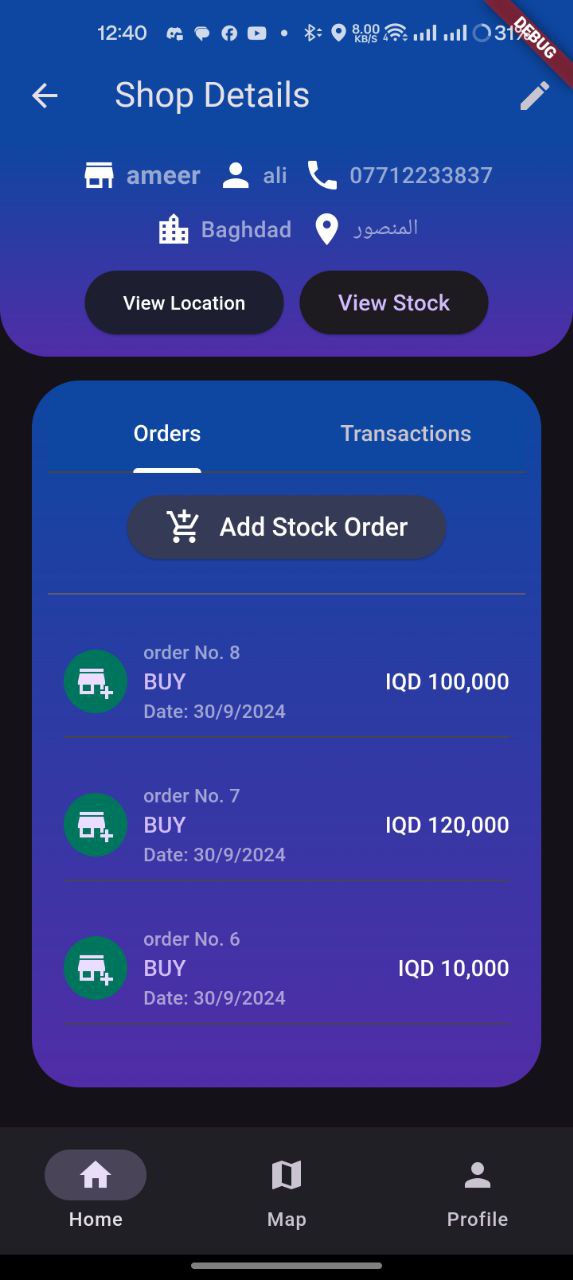 12:40 8.00 KB/S 4 31%
DEBUG
Shop Details
ameer ali 07712233837
Baghdad المنصور
View Location View Stock
Orders Transactions
Add Stock Order
order No. 8
BUY IQD 100,000
Date: 30/9/2024
order No. 7
BUY IQD 120,000
Date: 30/9/2024
order No. 6
BUY IQD 10,000
Date: 30/9/2024
Home Map Profile